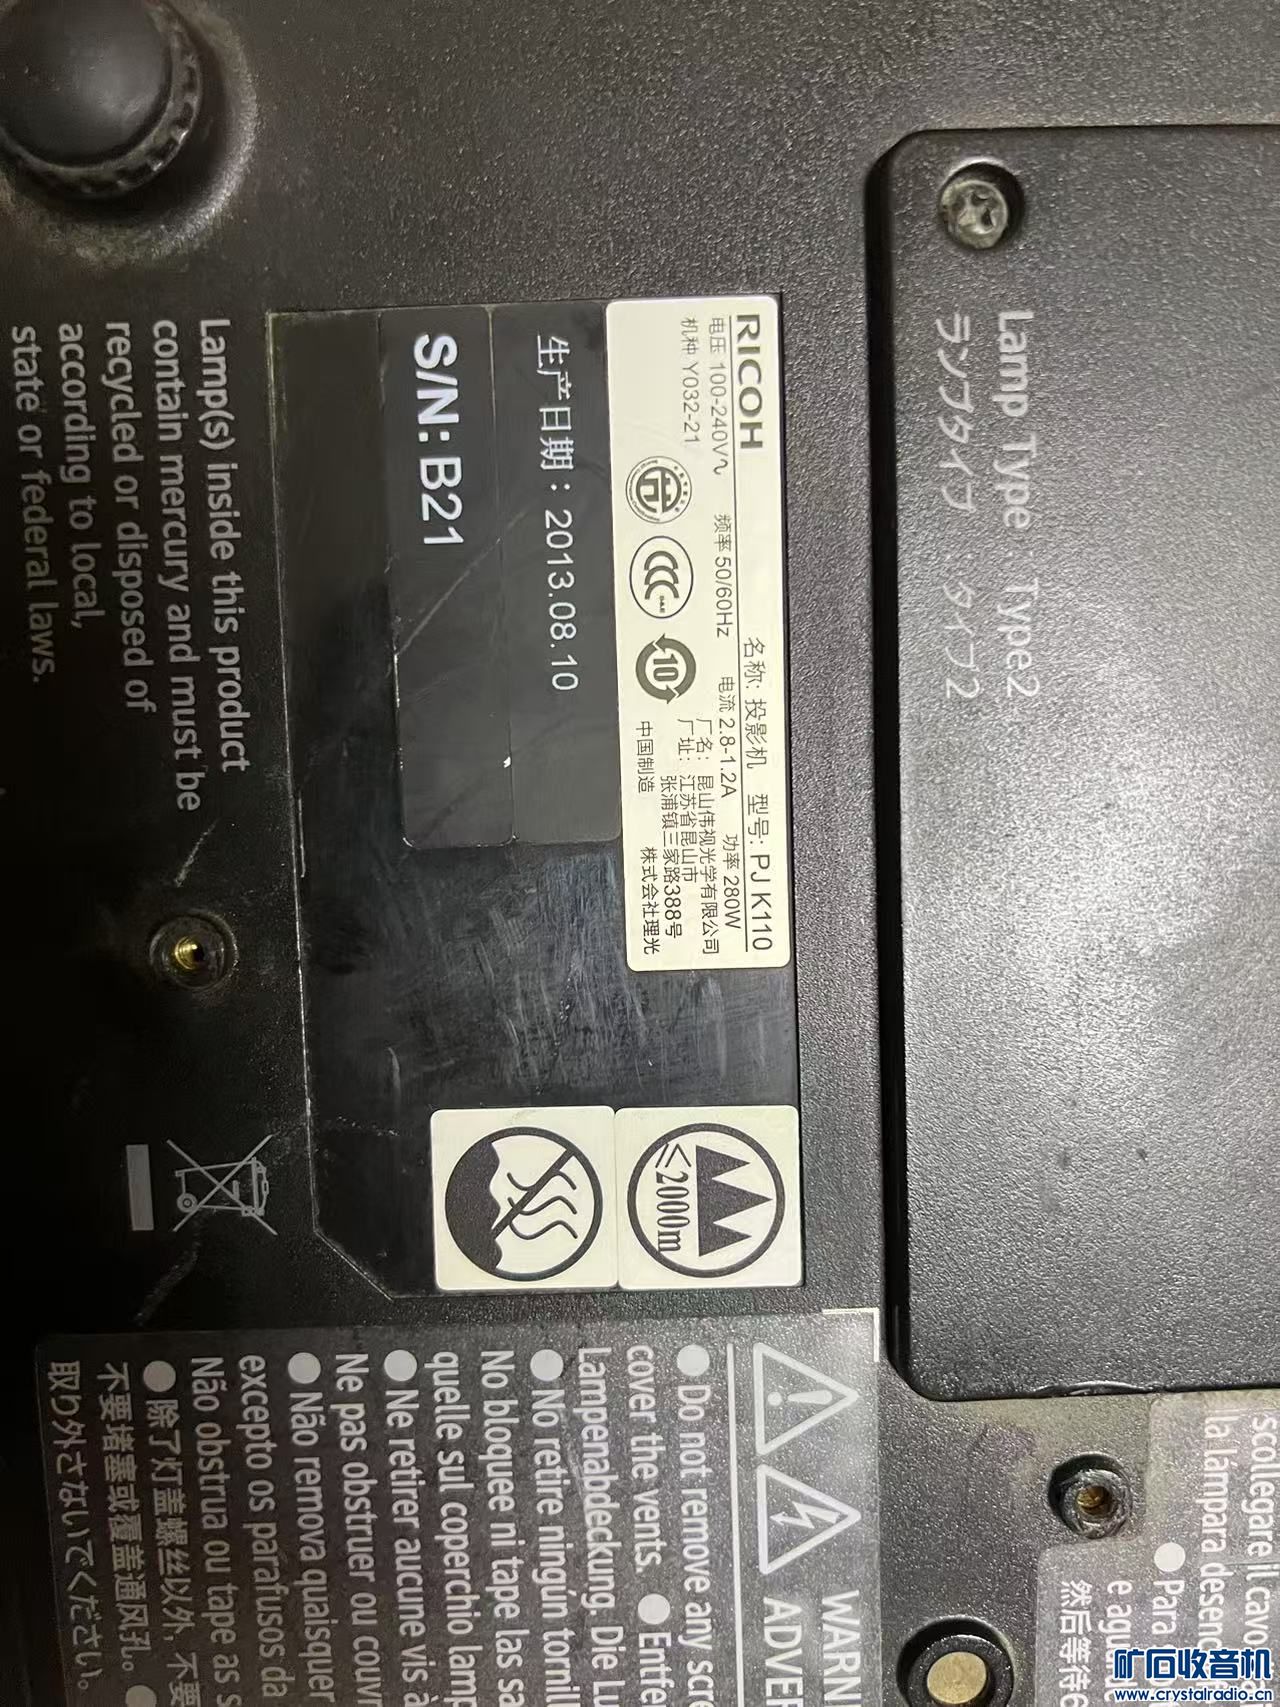 Lamp Type : Type2
ランプタイプ : タイプ2
RICOH 名称: 投影机 型号: PJ K110
电压 100-240V∿ 频率 50/60Hz 电流 2.8-1.2A 功率 280W
机种 Y032-21
厂名: 昆山伟视光学有限公司
厂址: 江苏省昆山市
张浦镇三家路388号
中国制造 株式会社理光
CCC
S&E
10
生产日期：2013.08.10
S/N: B21
Lamp(s) inside this product
contain mercury and must be
recycled or disposed of
according to local,
state or federal laws.
≤2000m
WARN
ADVER
● Do not remove any scre
cover the vents. ● Entfe
Lampenabdeckung. Die Lu
● No retire ningún tornil
No bloquee ni tape las sa
quelle sul coperchio lamp
● Ne retirer aucune vis à
Ne pas obstruer ou couvr
● Não remova quaisquer
excepto os parafusos da
Não obstrua ou tape as s
● 除了灯盖螺丝以外, 不要
不要堵塞或覆盖通风孔。●
取り外さないでください。
scollegare il cavo
la lámpara desene
● Para
e agua
然后等待
矿石收音机
www.crystalradio.cn